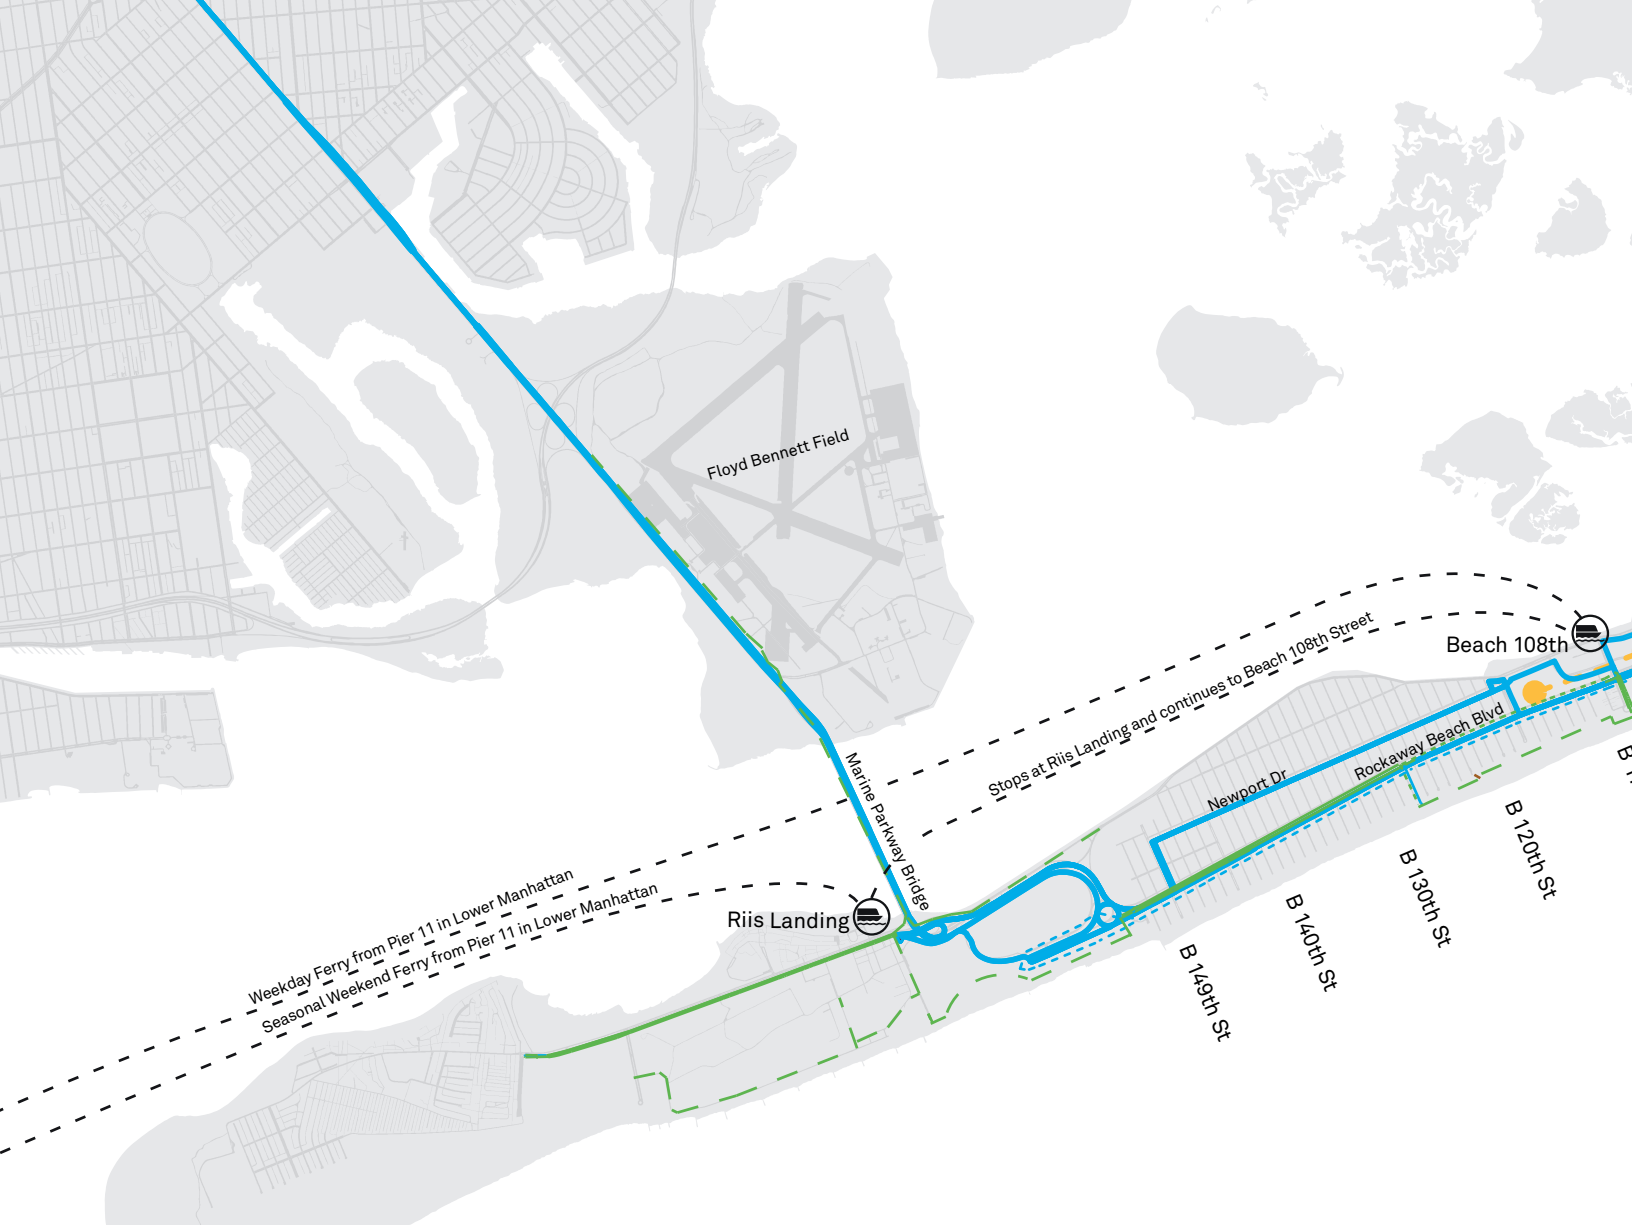 Floyd Bennett Field
Beach 108th
Stops at Riis Landing and continues to Beach 108th Street
Rockaway Beach Blvd
Newport Dr
Marine Parkway Bridge
Riis Landing
Weekday Ferry from Pier 11 in Lower Manhattan
Seasonal Weekend Ferry from Pier 11 in Lower Manhattan
B 120th St
B 130th St
B 140th St
B 149th St
B